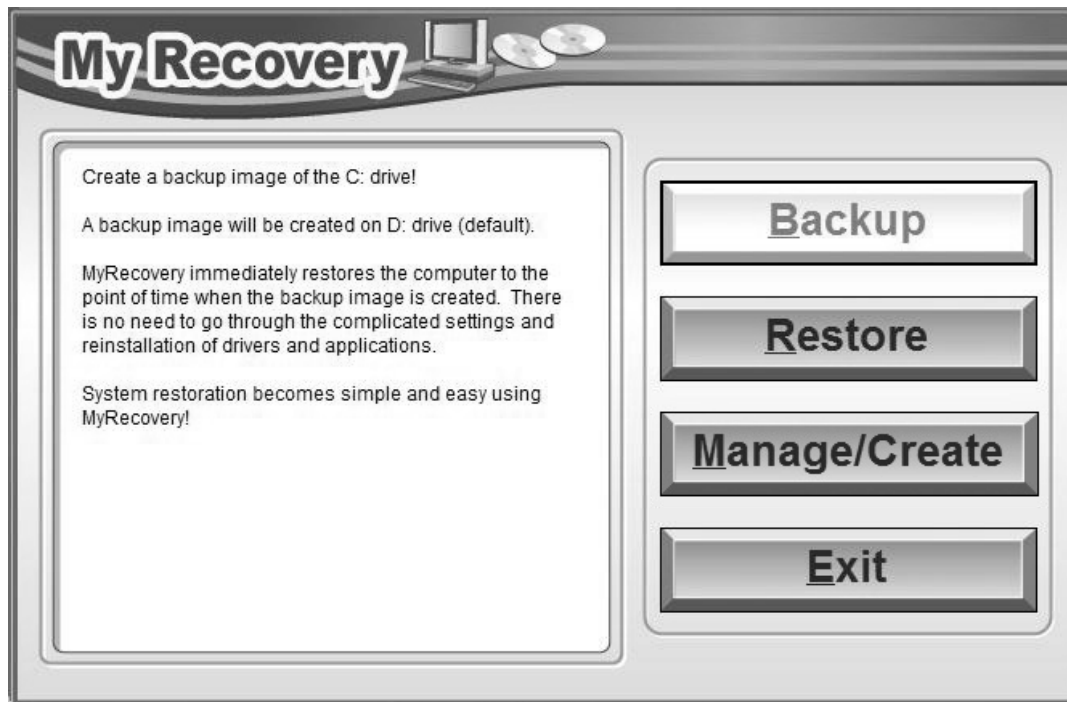 My Recovery
Create a backup image of the C: drive!
A backup image will be created on D: drive (default).
MyRecovery immediately restores the computer to the
point of time when the backup image is created.  There
is no need to go through the complicated settings and
reinstallation of drivers and applications.
System restoration becomes simple and easy using
MyRecovery!
Backup
Restore
Manage/Create
Exit